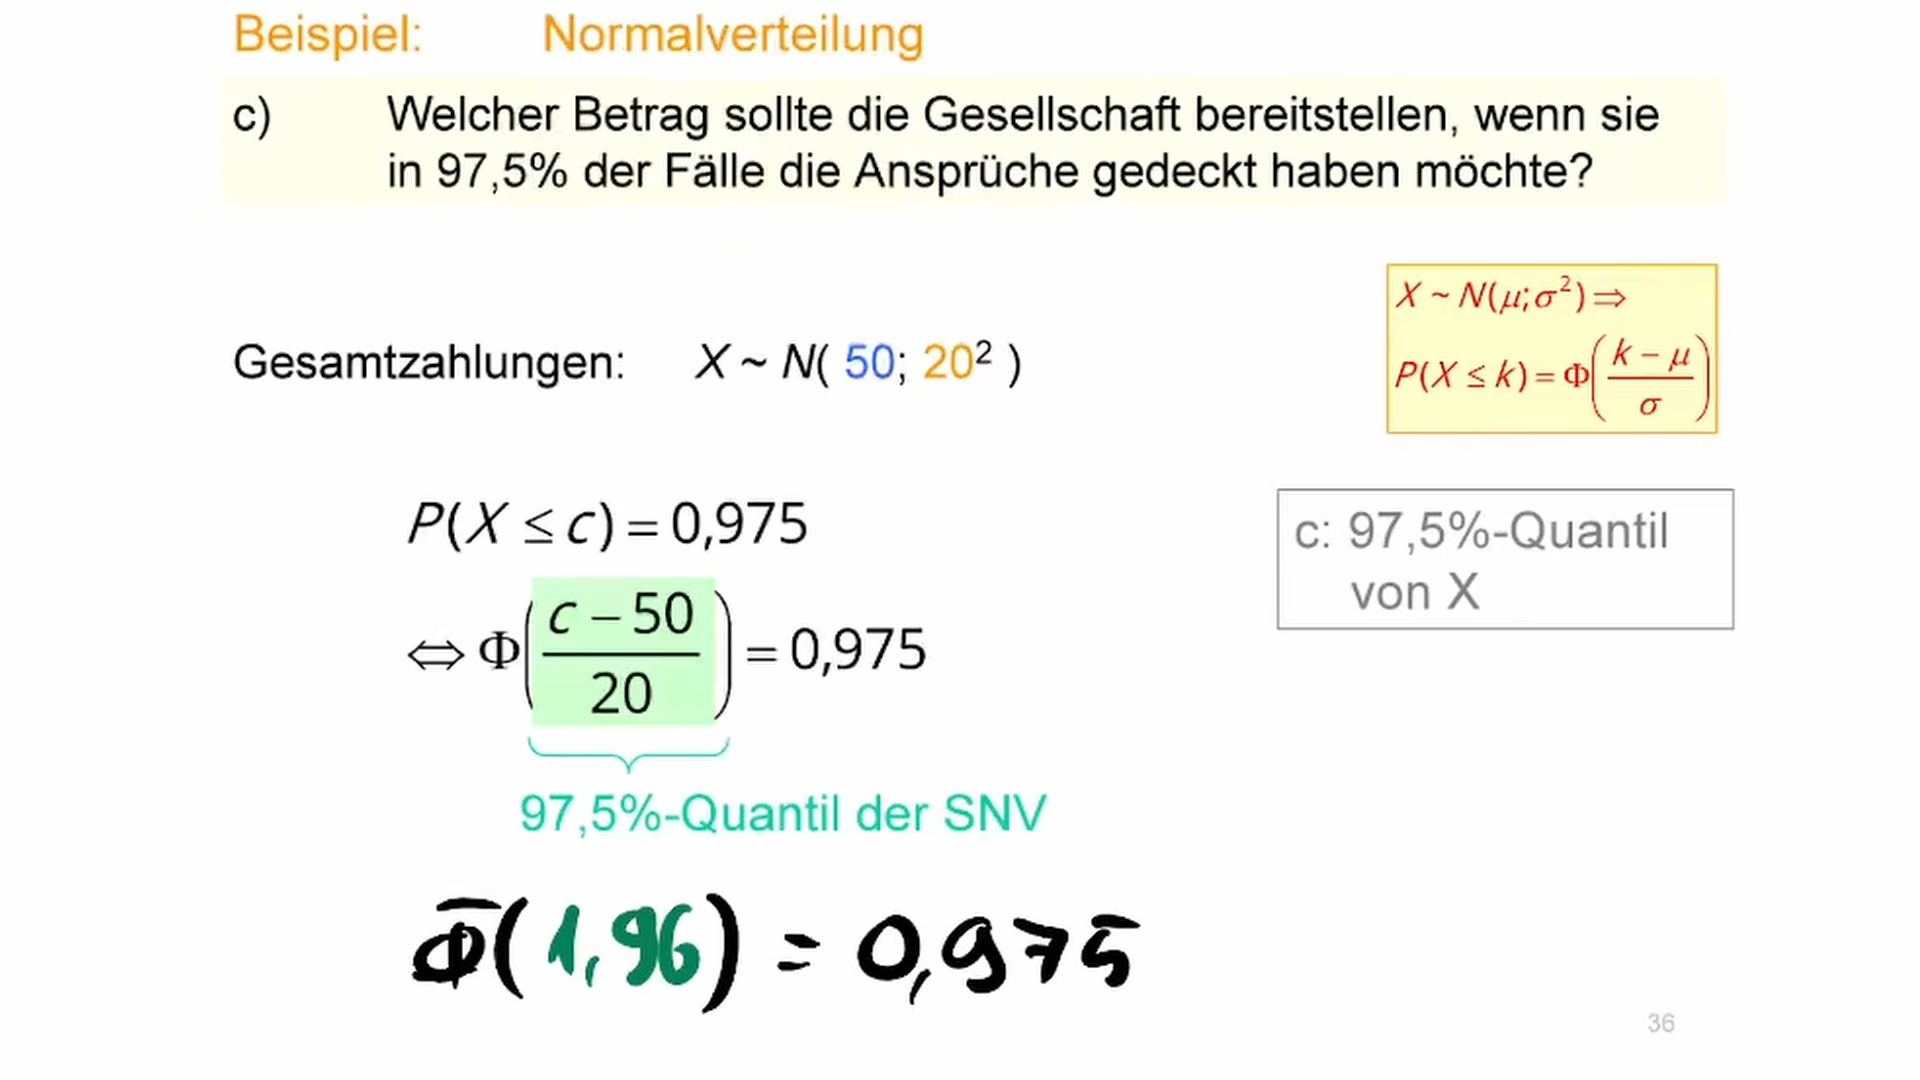 Beispiel: Normalverteilung
c) Welcher Betrag sollte die Gesellschaft bereitstellen, wenn sie
in 97,5% der Fälle die Ansprüche gedeckt haben möchte?
X ~ N(μ;σ²) ⇒
P(X ≤ k) = Φ((k − μ)/σ)
Gesamtzahlungen: X ~ N( 50; 20² )
P(X ≤ c) = 0,975
c: 97,5%-Quantil
von X
⇔ Φ((c − 50)/20) = 0,975
97,5%-Quantil der SNV
Φ(1,96) = 0,975
36